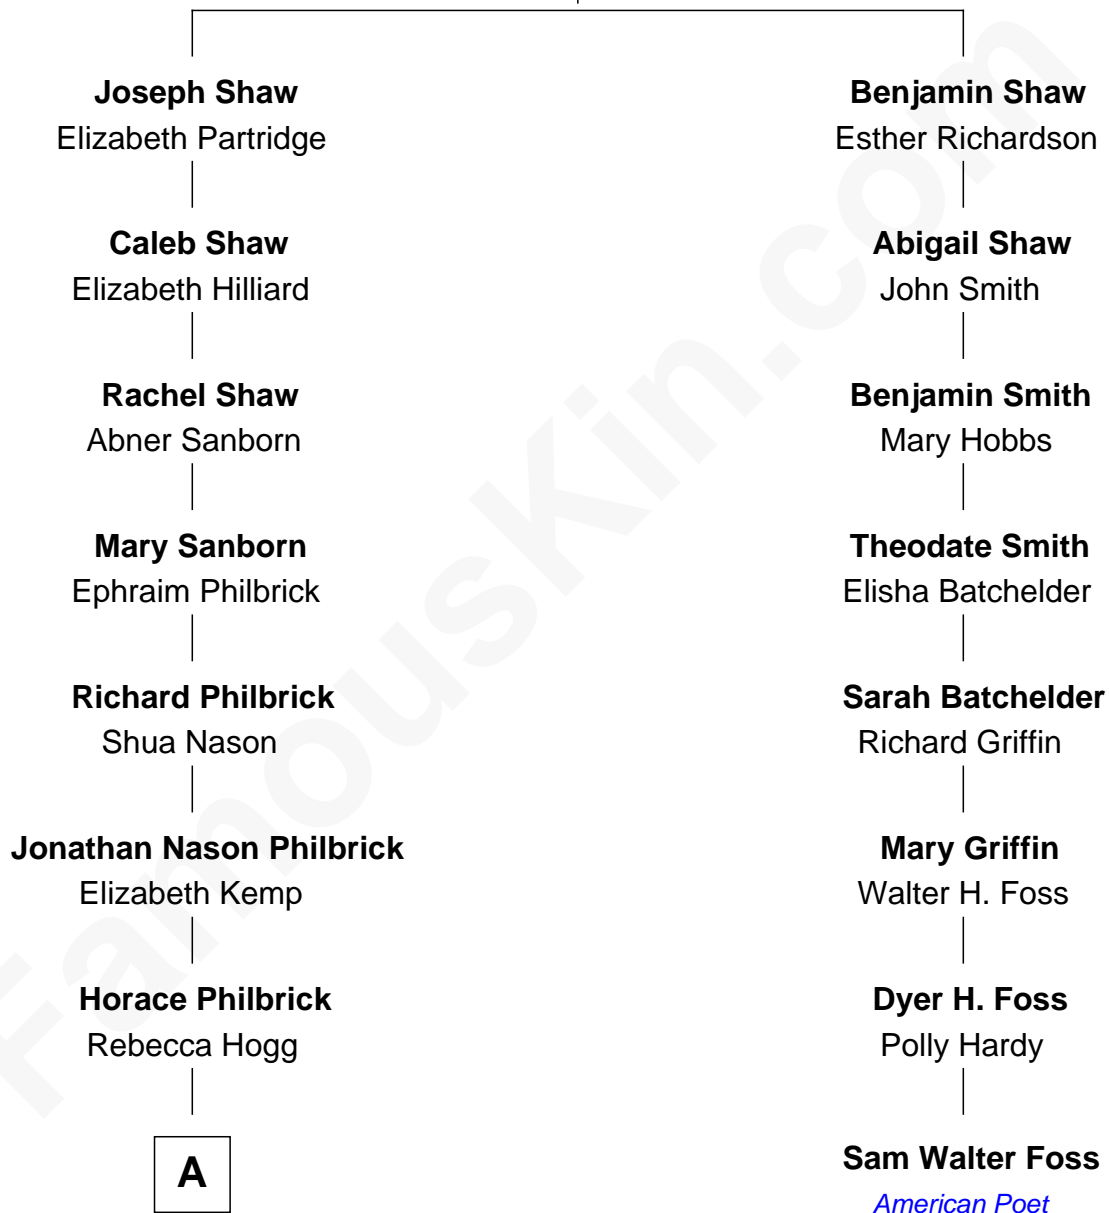 Joseph Shaw
Elizabeth Partridge
Caleb Shaw
Elizabeth Hilliard
Rachel Shaw
Abner Sanborn
Mary Sanborn
Ephraim Philbrick
Richard Philbrick
Shua Nason
Jonathan Nason Philbrick
Elizabeth Kemp
Horace Philbrick
Rebecca Hogg
A
Benjamin Shaw
Esther Richardson
Abigail Shaw
John Smith
Benjamin Smith
Mary Hobbs
Theodate Smith
Elisha Batchelder
Sarah Batchelder
Richard Griffin
Mary Griffin
Walter H. Foss
Dyer H. Foss
Polly Hardy
Sam Walter Foss
American Poet
FamousKin.com